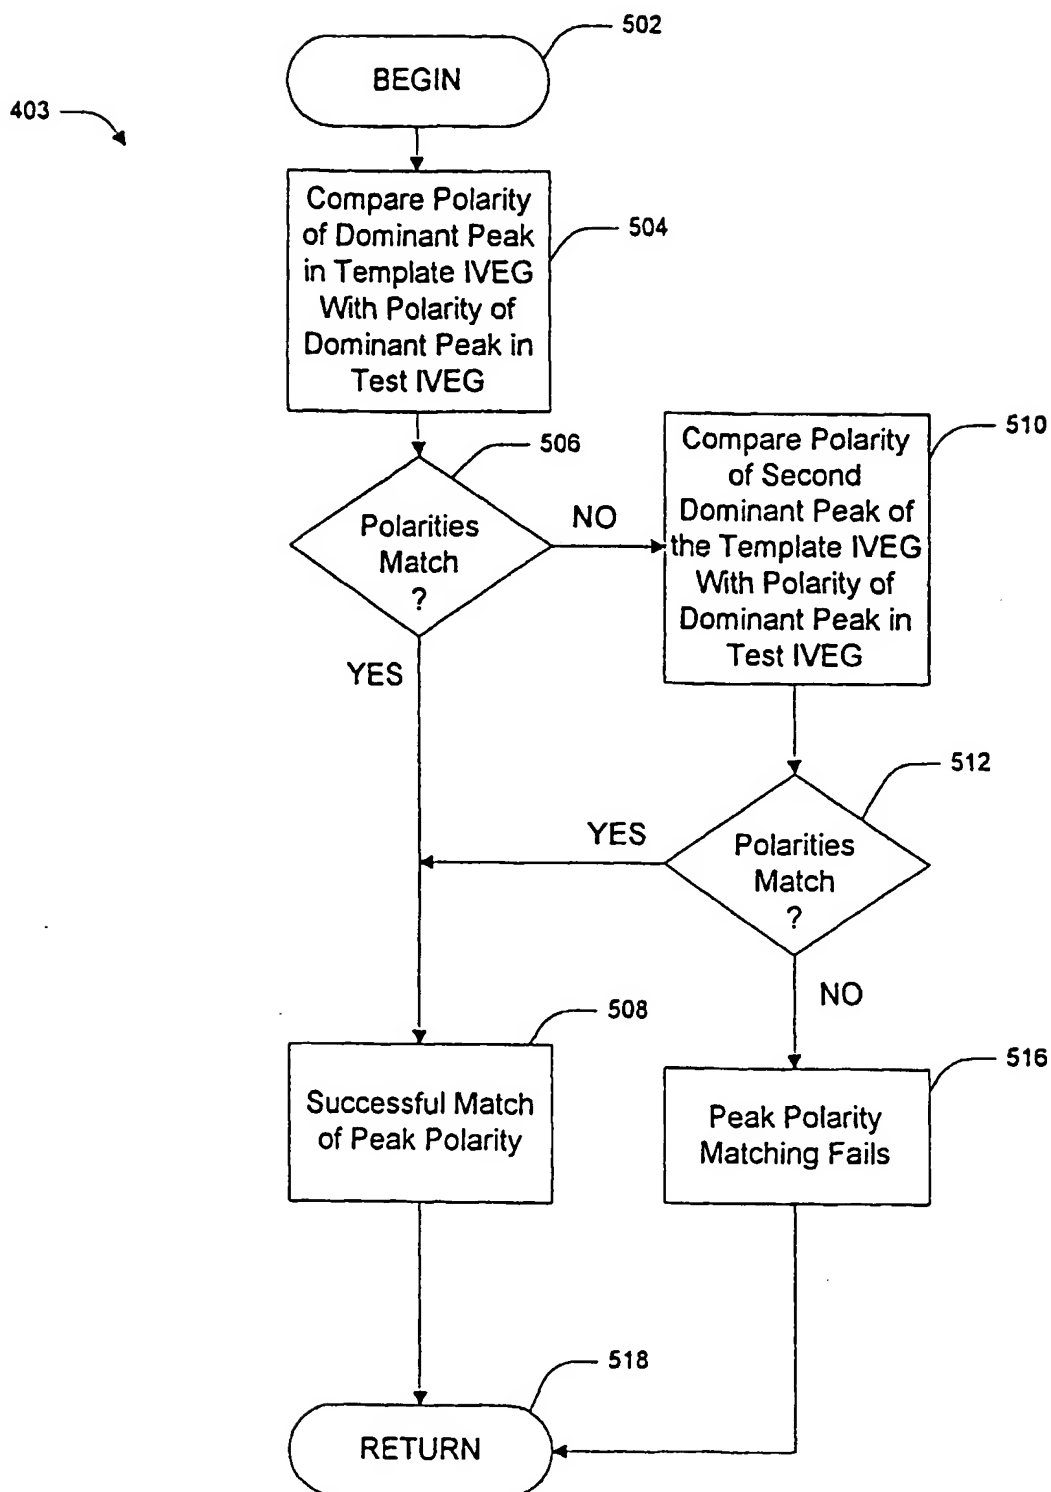 502
BEGIN
403
Compare Polarity
of Dominant Peak
in Template IVEG
With Polarity of
Dominant Peak in
Test IVEG
504
506
Polarities
Match
?
NO
YES
510
Compare Polarity
of Second
Dominant Peak of
the Template IVEG
With Polarity of
Dominant Peak in
Test IVEG
512
Polarities
Match
?
YES
NO
508
Successful Match
of Peak Polarity
516
Peak Polarity
Matching Fails
518
RETURN